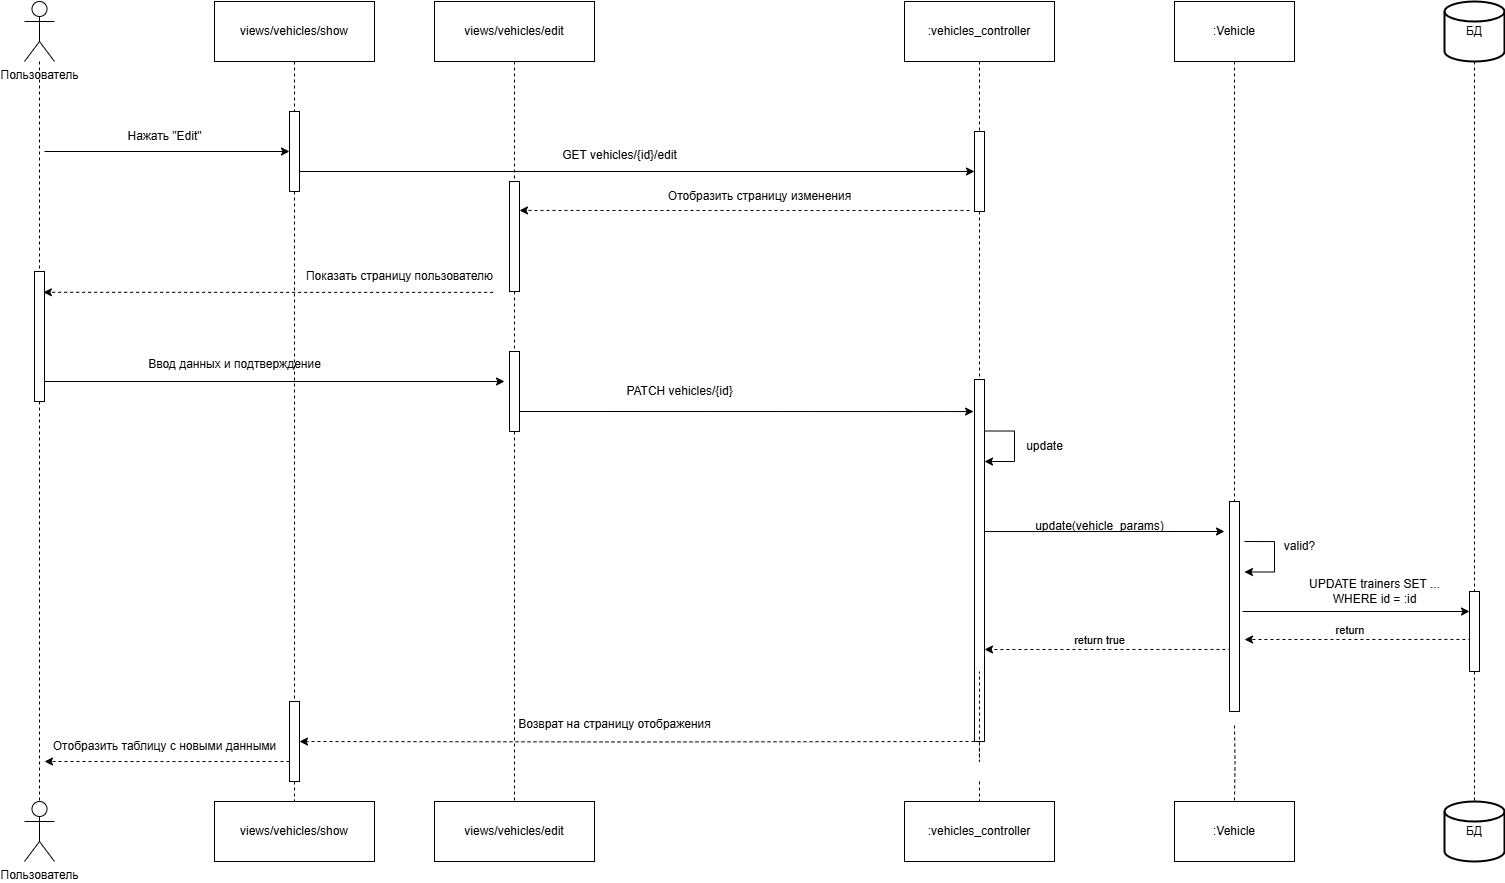 views/vehicles/show
views/vehicles/edit
:vehicles_controller
:Vehicle
БД
Пользователь
Нажать "Edit"
GET vehicles/{id}/edit
Отобразить страницу изменения
Показать страницу пользователю
Ввод данных и подтверждение
PATCH vehicles/{id}
update
update(vehicle_params)
valid?
UPDATE trainers SET ...
WHERE id = :id
return
return true
Возврат на страницу отображения
Отобразить таблицу с новыми данными
views/vehicles/show
views/vehicles/edit
:vehicles_controller
:Vehicle
БД
Пользователь